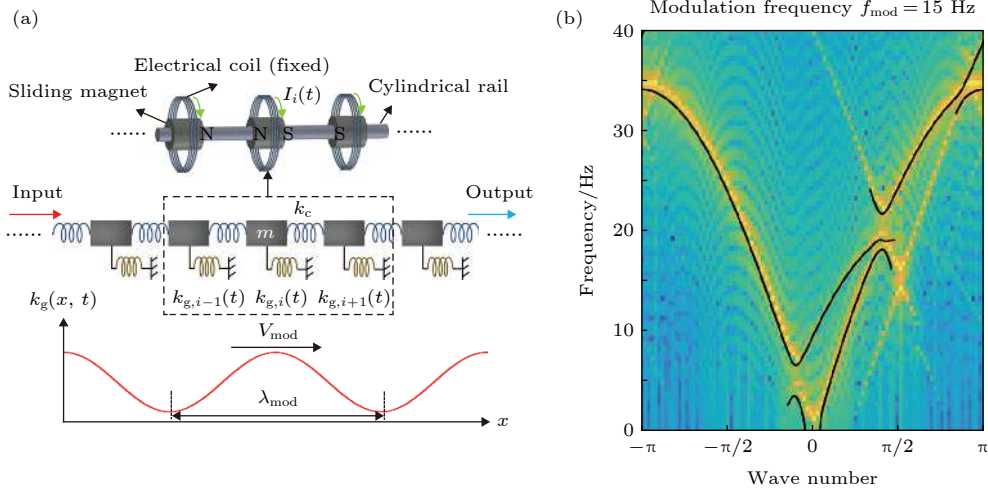 (a)
Electrical coil (fixed)
Sliding magnet
I_i(t)
Cylindrical rail
N N S S
······ ······
Input
Output
k_c
m
······ ······
k_g,i−1(t) k_g,i(t) k_g,i+1(t)
k_g(x, t)
V_mod
λ_mod
x
(b)
Modulation frequency f_mod = 15 Hz
40
30
20
10
0
Frequency/Hz
−π −π/2 0 π/2 π
Wave number